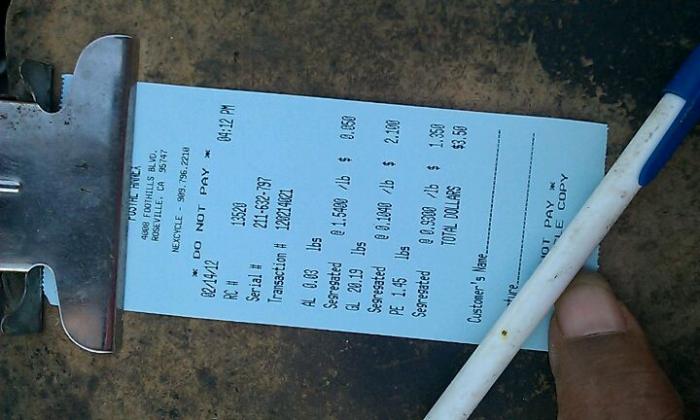 POSTAL ANNEX
4008 FOOTHILLS BLVD.
ROSEVILLE, CA 95747
NEXCYCLE - 909.796.2210
* DO NOT PAY *
02/14/12 04:12 PM
RC # 13520
Serial # 211-632-797
Transaction # 120214021
AL 0.03 lbs
Segregated @ 1.5400 /lb $ 0.050
GL 20.19 lbs
Segregated @ 0.1040 /lb $ 2.100
PE 1.45 lbs
Segregated @ 0.9300 /lb $ 1.350
TOTAL DOLLARS $3.50
Customer's Name
NOT PAY *
COPY